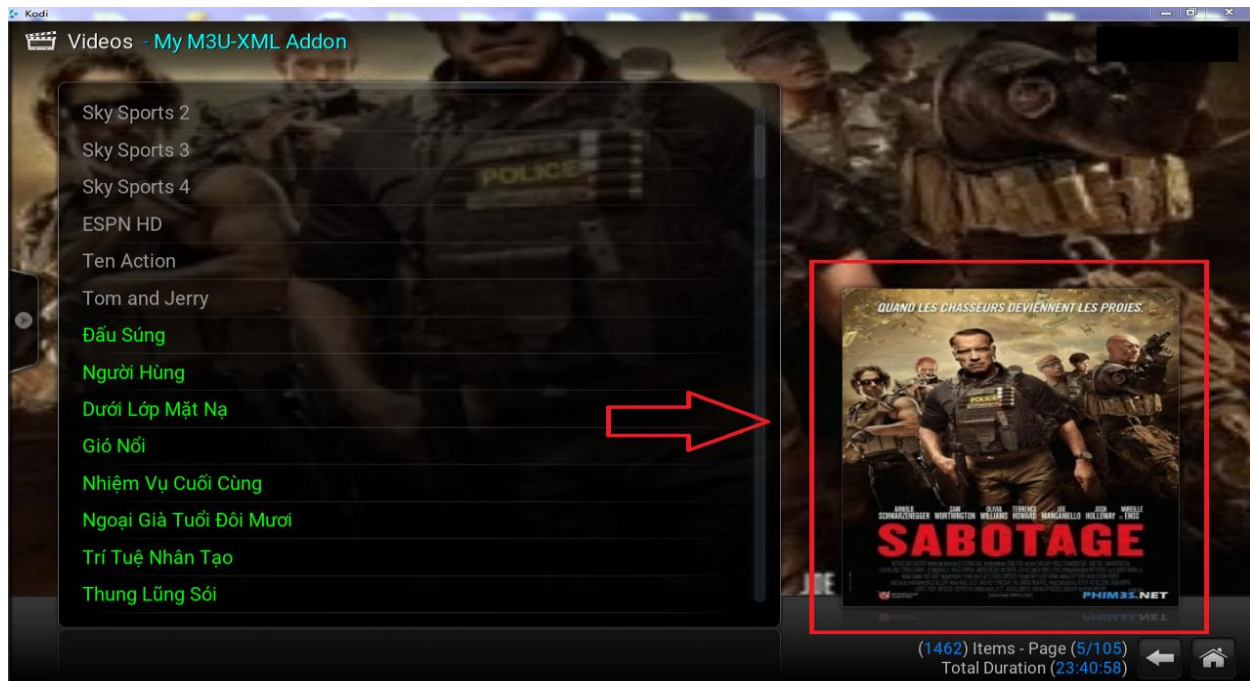 Kodi
Videos - My M3U-XML Addon
Sky Sports 2
Sky Sports 3
Sky Sports 4
ESPN HD
Ten Action
Tom and Jerry
Đấu Súng
Người Hùng
Dưới Lớp Mặt Nạ
Gió Nổi
Nhiệm Vụ Cuối Cùng
Ngoại Già Tuổi Đôi Mươi
Trí Tuệ Nhân Tạo
Thung Lũng Sói
POLICE
QUAND LES CHASSEURS DEVIENNENT LES PROIES.
POLICE
ARNOLD SCHWARZENEGGER SAM WORTHINGTON OLIVIA WILLIAMS TERRENCE HOWARD JOE MANGANIELLO JOSH HOLLOWAY MIREILLE ENOS
SABOTAGE
PHIM3S.NET
JOE
(1462) Items - Page (5/105)
Total Duration (23:40:58)